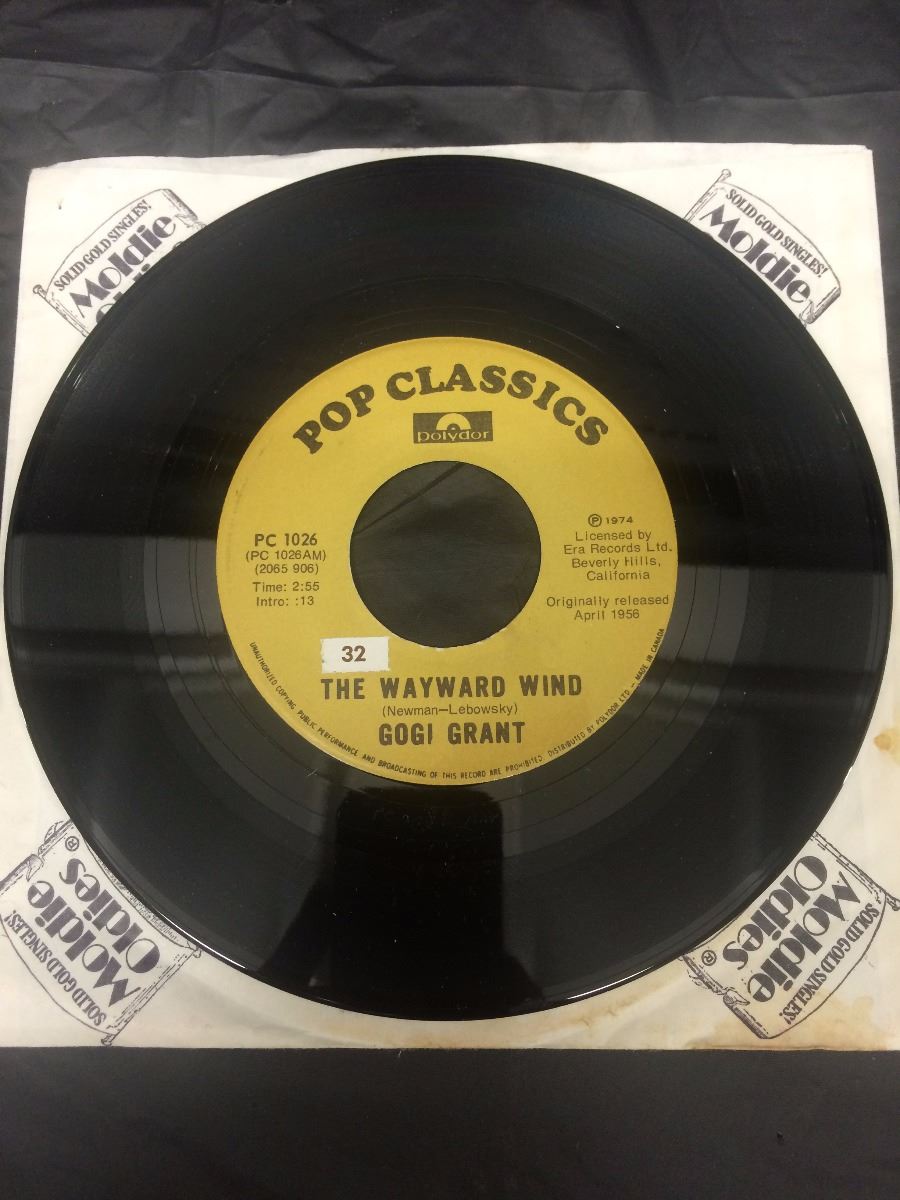 SOLID GOLD SINGLES!
Moldie
SOLID GOLD SINGLES!
Moldie
POP CLASSICS
polydor
PC 1026
(PC 1026AM)
(2065 906)
Time: 2:55
Intro: :13
℗ 1974
Licensed by
Era Records Ltd.
Beverly Hills,
California
Originally released
April 1956
32
THE WAYWARD WIND
(Newman—Lebowsky)
GOGI GRANT
UNAUTHORIZED COPYING PUBLIC PERFORMANCE AND BROADCASTING OF THIS RECORD ARE PROHIBITED. DISTRIBUTED BY POLYDOR LTD. — MADE IN CANADA
SOLID GOLD SINGLES!
Moldie
Oldies®
SOLID GOLD SINGLES!
Moldie
Oldies®